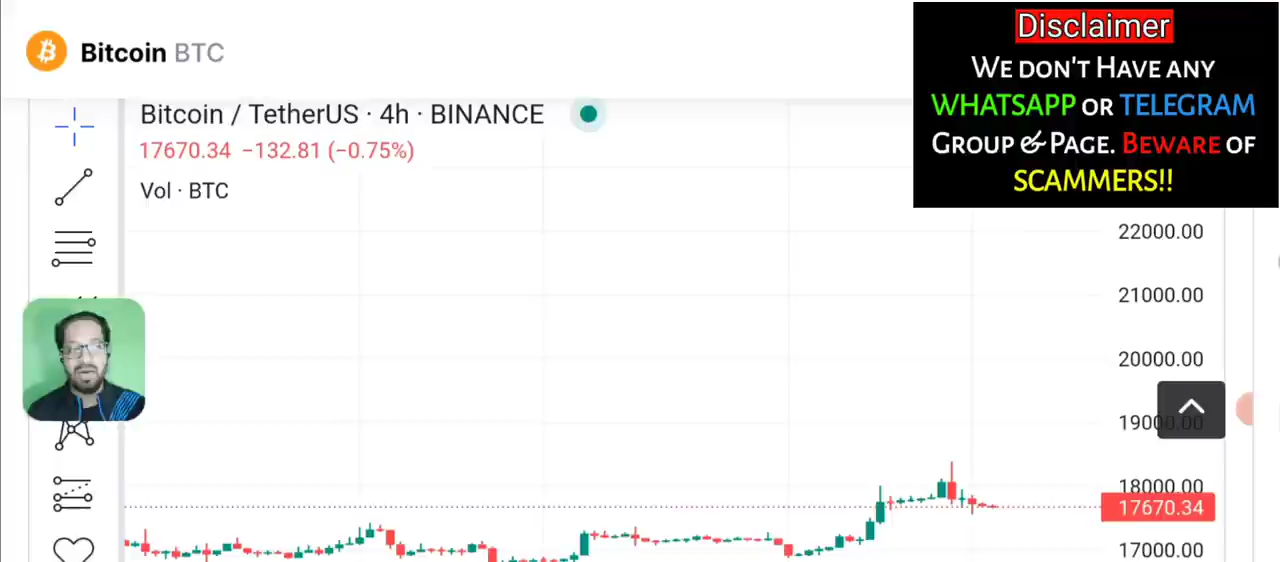 Bitcoin BTC
Disclaimer
WE DON'T HAVE ANY
WHATSAPP OR TELEGRAM
GROUP & PAGE. BEWARE OF
SCAMMERS!!
Bitcoin / TetherUS · 4h · BINANCE
17670.34 −132.81 (−0.75%)
Vol · BTC
22000.00
21000.00
20000.00
19000.00
18000.00
17670.34
17000.00